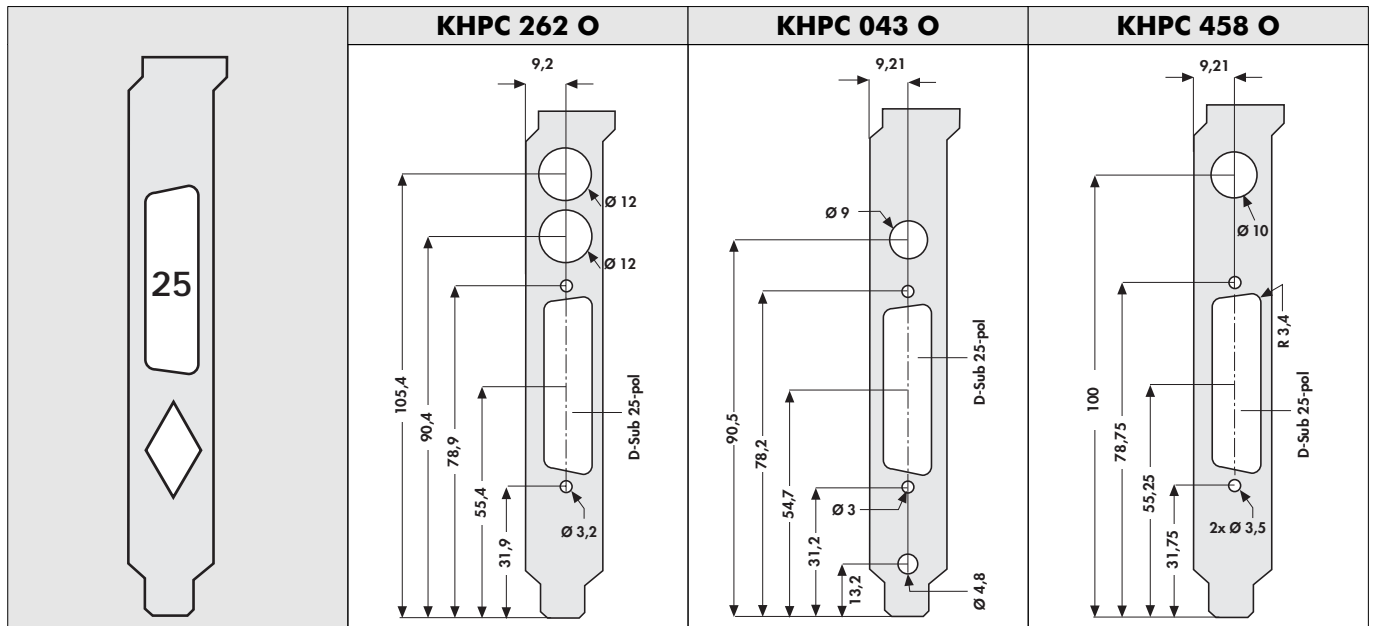 KHPC 262 O
KHPC 043 O
KHPC 458 O
25
9,2
Ø 12
Ø 12
105,4
90,4
78,9
55,4
31,9
Ø 3,2
D-Sub 25-pol
9,21
Ø 9
90,5
78,2
54,7
31,2
13,2
Ø 3
Ø 4,8
D-Sub 25-pol
9,21
Ø 10
R 3,4
100
78,75
55,25
31,75
2x Ø 3,5
D-Sub 25-pol